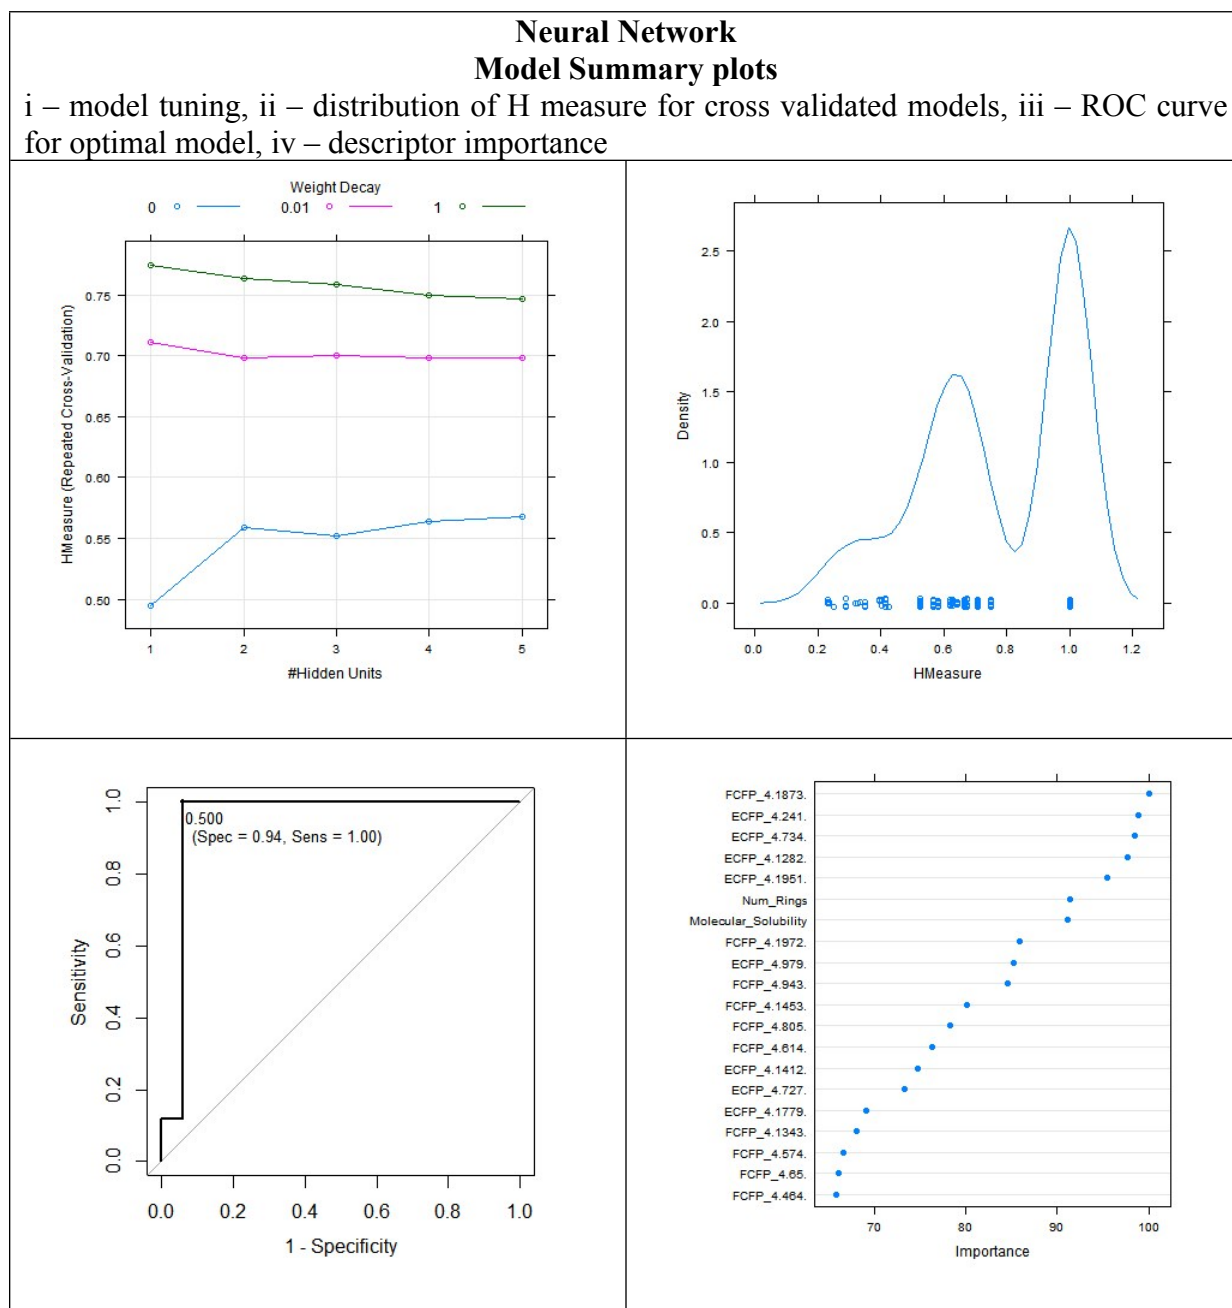 Neural Network
Model Summary plots
i – model tuning, ii – distribution of H measure for cross validated models, iii – ROC curve
for optimal model, iv – descriptor importance
Weight Decay
0 0.01 1
HMeasure (Repeated Cross-Validation)
0.75
0.70
0.65
0.60
0.55
0.50
1 2 3 4 5
#Hidden Units
Density
2.5
2.0
1.5
1.0
0.5
0.0
0.0 0.2 0.4 0.6 0.8 1.0 1.2
HMeasure
Sensitivity
1.0
0.8
0.6
0.4
0.2
0.0
0.500
(Spec = 0.94, Sens = 1.00)
0.0 0.2 0.4 0.6 0.8 1.0
1 - Specificity
FCFP_4.1873.
ECFP_4.241.
ECFP_4.734.
ECFP_4.1282.
ECFP_4.1951.
Num_Rings
Molecular_Solubility
FCFP_4.1972.
ECFP_4.979.
FCFP_4.943.
FCFP_4.1453.
FCFP_4.805.
FCFP_4.614.
ECFP_4.1412.
ECFP_4.727.
ECFP_4.1779.
FCFP_4.1343.
FCFP_4.574.
FCFP_4.65.
FCFP_4.464.
70 80 90 100
Importance